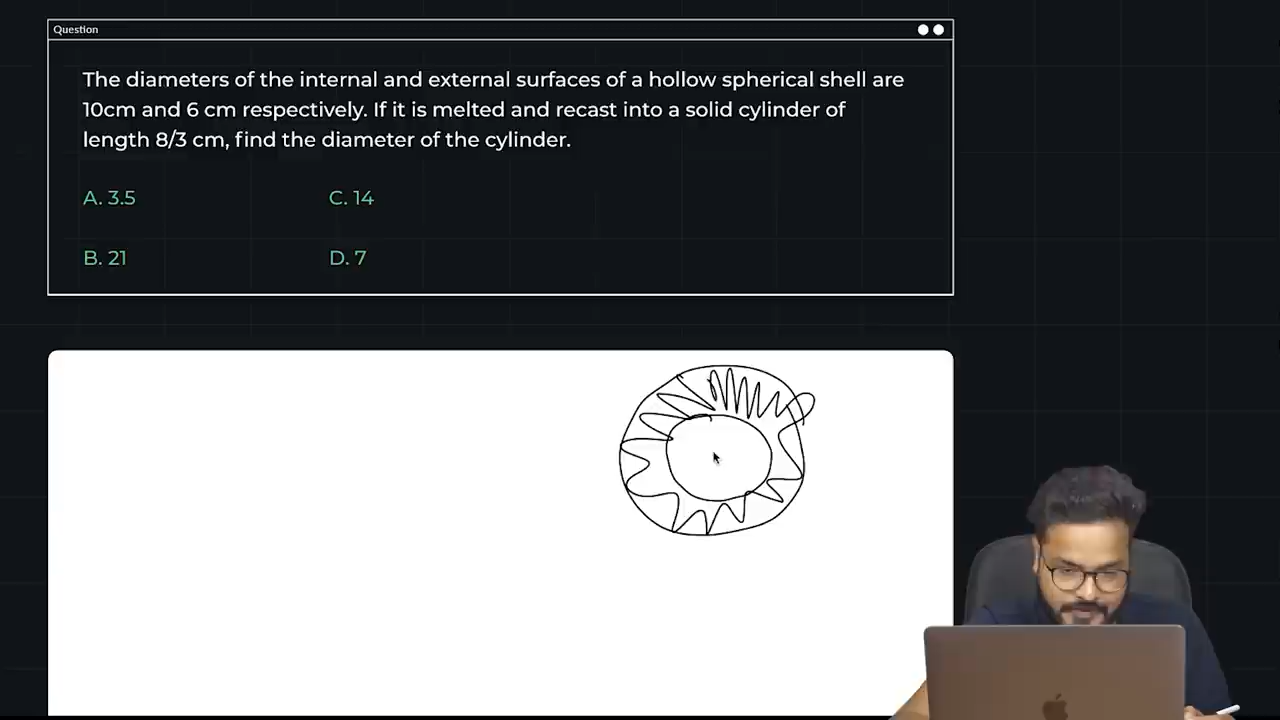 Question
The diameters of the internal and external surfaces of a hollow spherical shell are
10cm and 6 cm respectively. If it is melted and recast into a solid cylinder of
length 8/3 cm, find the diameter of the cylinder.
A. 3.5
C. 14
B. 21
D. 7